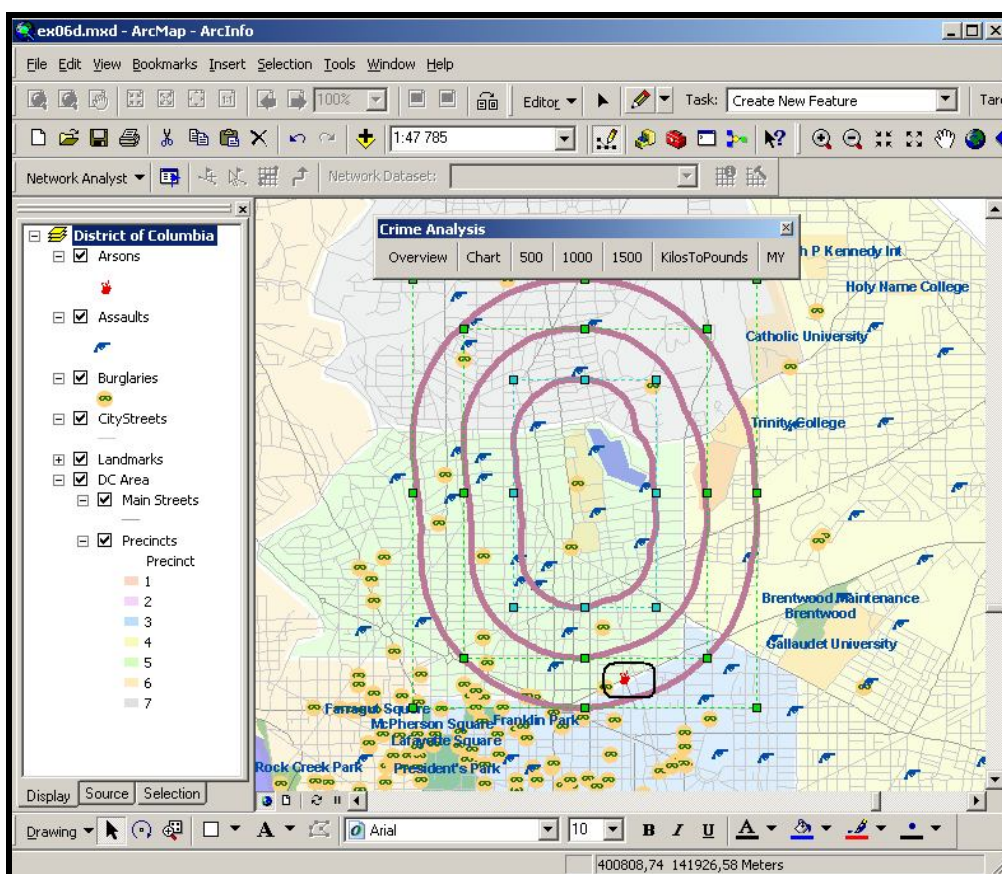 ex06d.mxd - ArcMap - ArcInfo
File Edit View Bookmarks Insert Selection Tools Window Help
100% Editor Task: Create New Feature
1:47 785
Network Analyst Network Dataset:
Crime Analysis
Overview Chart 500 1000 1500 KilosToPounds MY
District of Columbia
Arsons
Assaults
Burglaries
CityStreets
Landmarks
DC Area
Main Streets
Precincts
Precinct
1
2
3
4
5
6
7
P Kennedy Int
Holy Name College
Catholic University
Trinity College
Brentwood Maintenance
Brentwood
Gallaudet University
Farragut Square
McPherson Square
Franklin Park
Lafayette Square
Rock Creek Park
President's Park
Display Source Selection
Drawing A Arial 10 B I U A
400808,74 141926,58 Meters